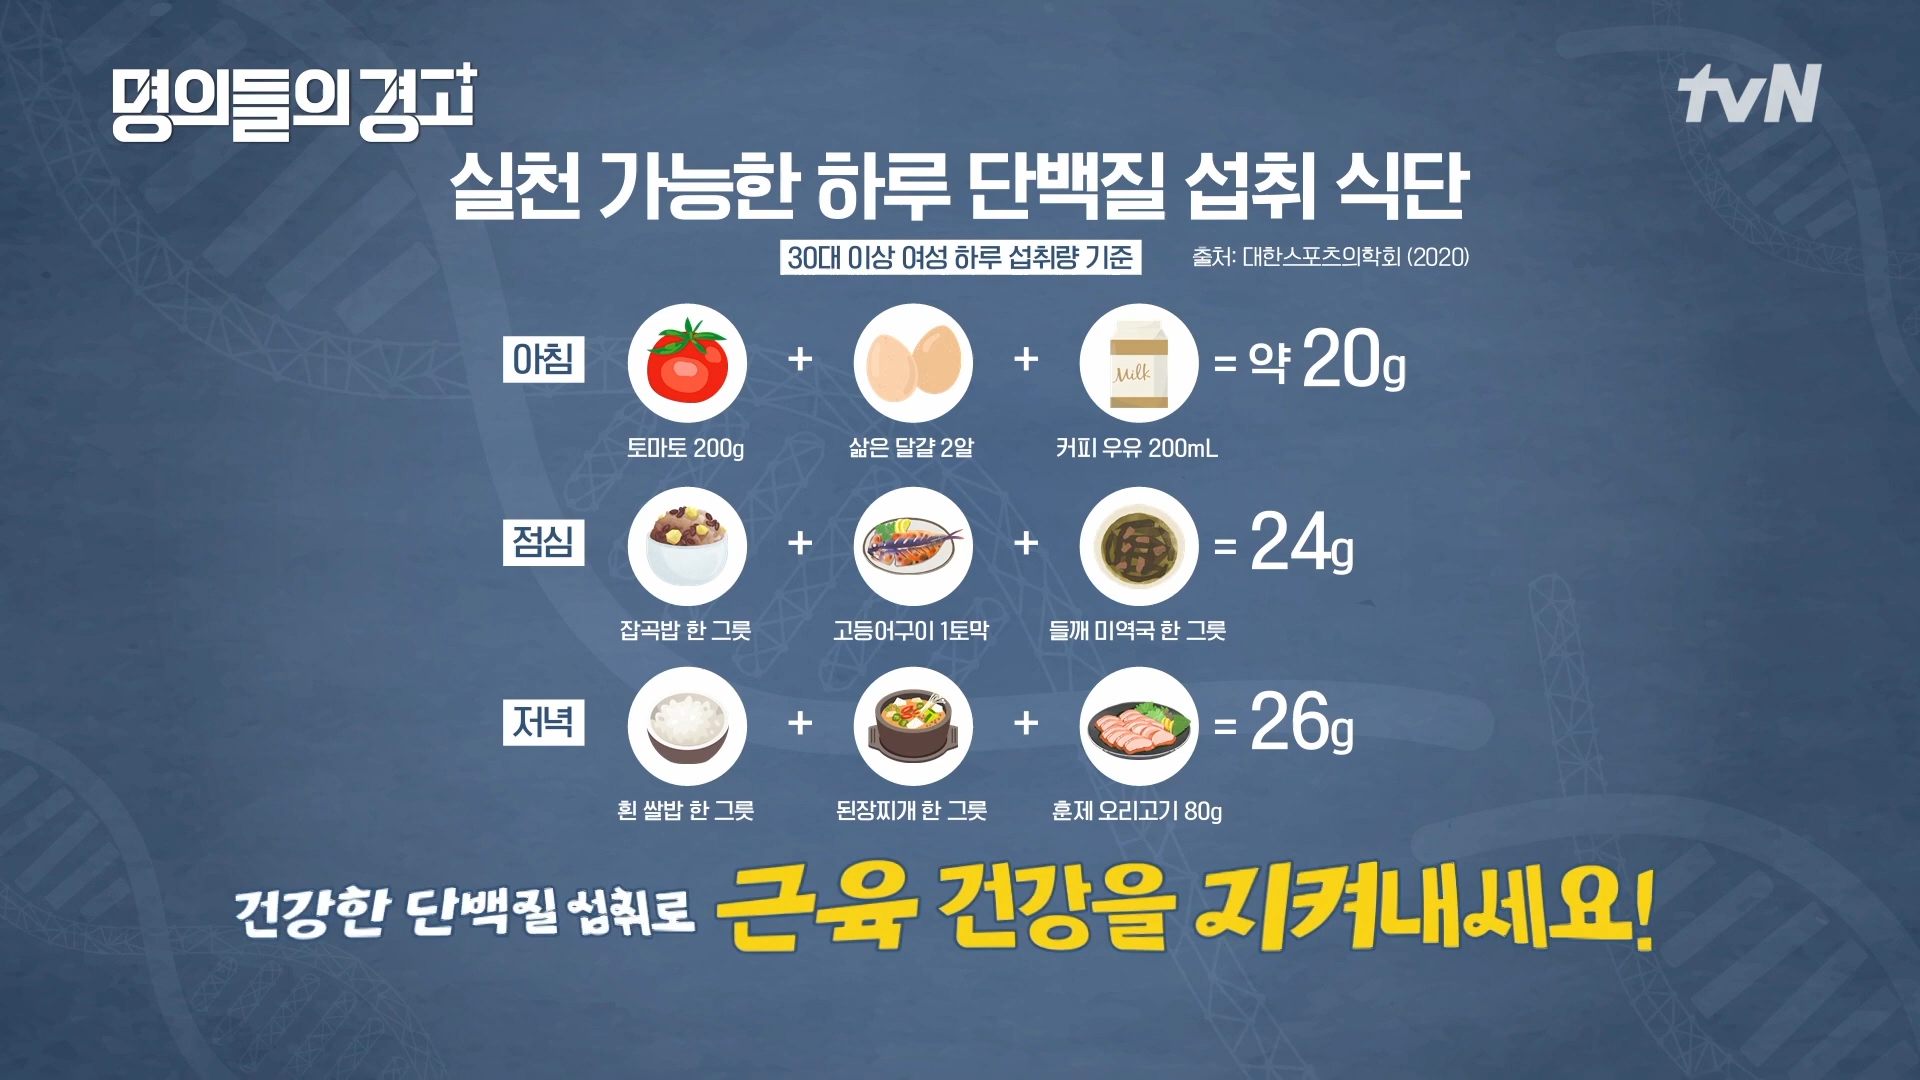 명의들의 경고+
tvN
실천 가능한 하루 단백질 섭취 식단
30대 이상 여성 하루 섭취량 기준
출처: 대한스포츠의학회 (2020)
아침 + + Milk = 약 20g
토마토 200g 삶은 달걀 2알 커피 우유 200mL
점심 + + = 24g
잡곡밥 한 그릇 고등어구이 1토막 들깨 미역국 한 그릇
저녁 + + = 26g
흰 쌀밥 한 그릇 된장찌개 한 그릇 훈제 오리고기 80g
건강한 단백질 섭취로 근육 건강을 지켜내세요!